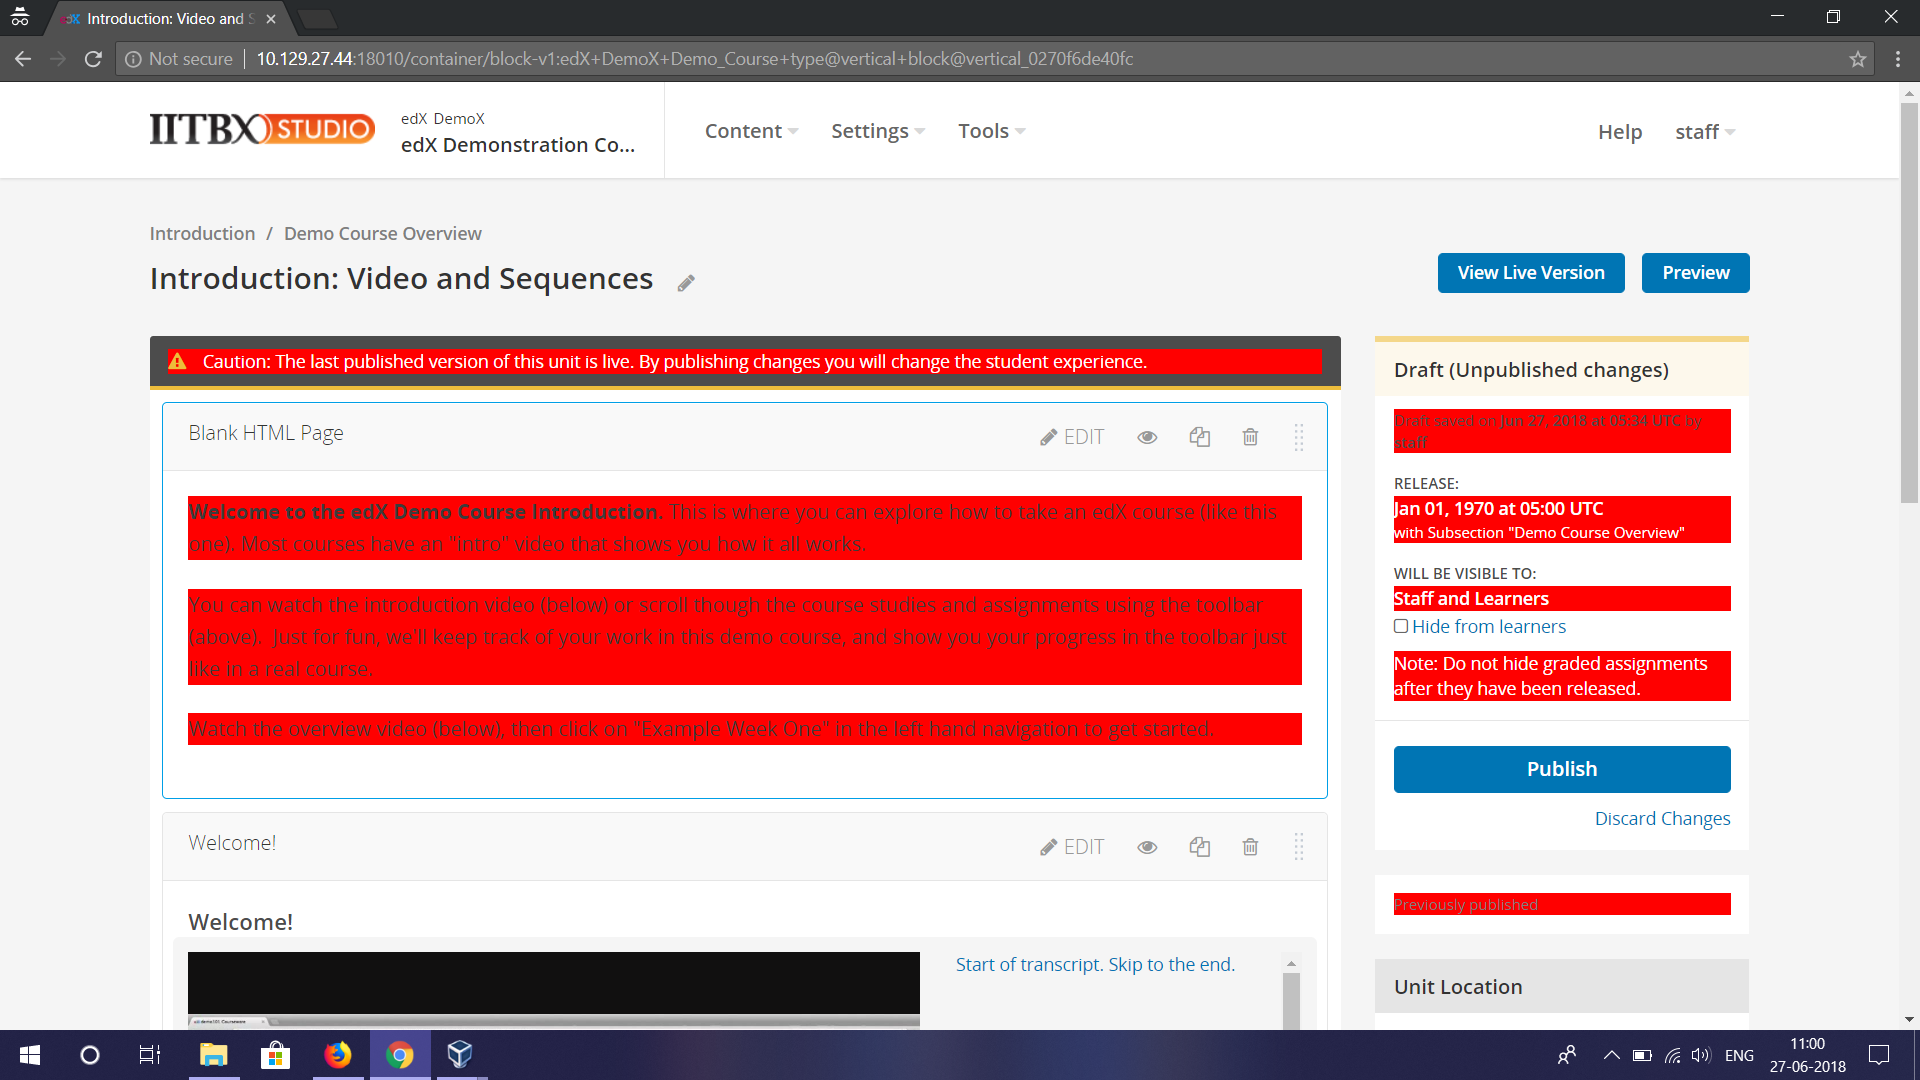 Introduction: Video and S
Not secure
10.129.27.44:18010/container/block-v1:edX+DemoX+Demo_Course+type@vertical+block@vertical_0270f6de40fc
IITBX STUDIO
edX DemoX
edX Demonstration Co...
Content
Settings
Tools
Help
staff
Introduction / Demo Course Overview
Introduction: Video and Sequences
View Live Version
Preview
Caution: The last published version of this unit is live. By publishing changes you will change the student experience.
Blank HTML Page
EDIT
Welcome to the edX Demo Course Introduction. This is where you can explore how to take an edX course (like this
one). Most courses have an "intro" video that shows you how it all works.
You can watch the introduction video (below) or scroll though the course studies and assignments using the toolbar
(above).  Just for fun, we'll keep track of your work in this demo course, and show you your progress in the toolbar just
like in a real course.
Watch the overview video (below), then click on "Example Week One" in the left hand navigation to get started.
Welcome!
EDIT
Welcome!
Start of transcript. Skip to the end.
Draft (Unpublished changes)
Draft saved on Jun 27, 2018 at 05:34 UTC by
staff
RELEASE:
Jan 01, 1970 at 05:00 UTC
with Subsection "Demo Course Overview"
WILL BE VISIBLE TO:
Staff and Learners
Hide from learners
Note: Do not hide graded assignments
after they have been released.
Publish
Discard Changes
Previously published
Unit Location
ENG
11:00
27-06-2018